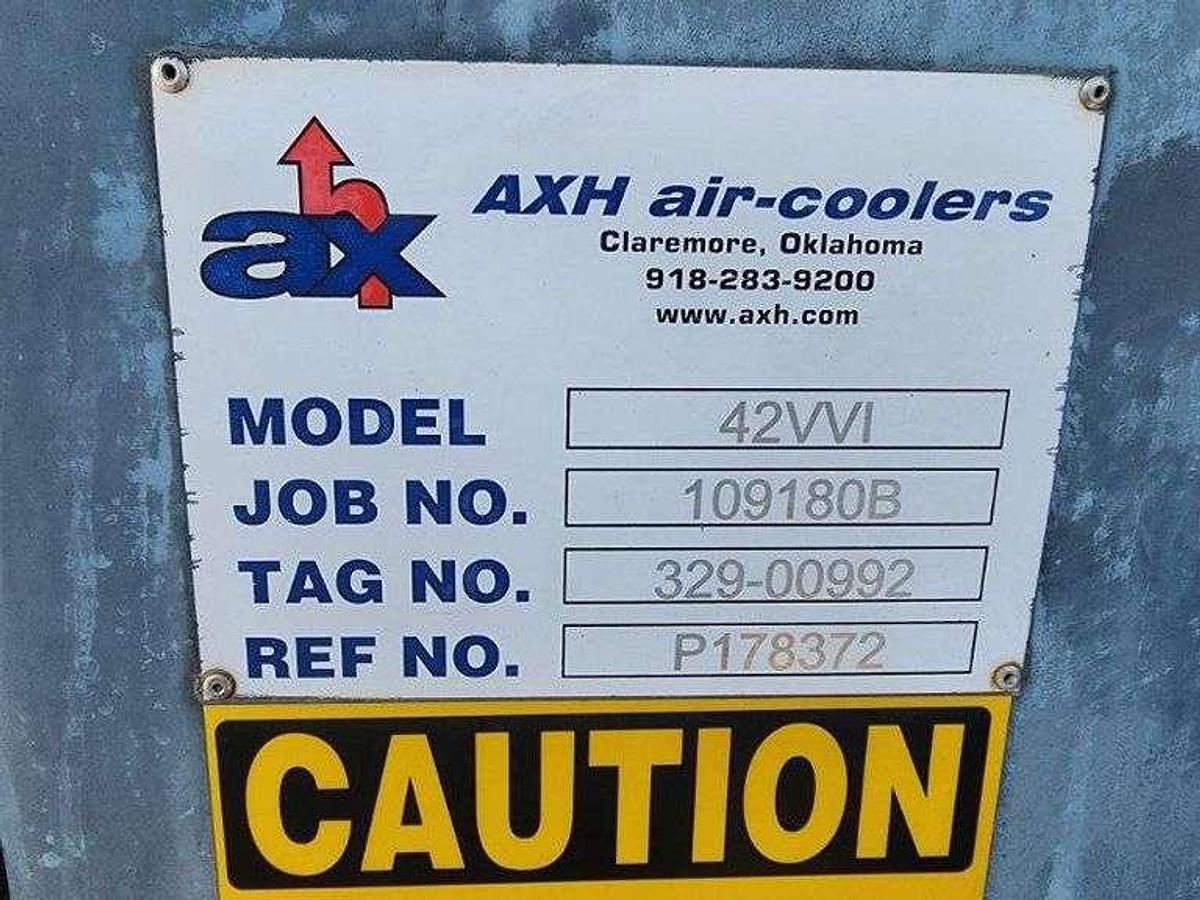 axh
AXH air-coolers
Claremore, Oklahoma
918-283-9200
www.axh.com
MODEL 42VVI
JOB NO. 109180B
TAG NO. 329-00992
REF NO. P178372
CAUTION